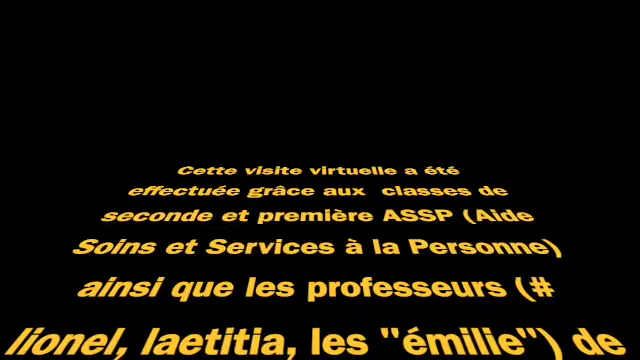 Cette visite virtuelle a été
effectuée grâce aux classes de
seconde et première ASSP (Aide
Soins et Services à la Personne)
ainsi que les professeurs (#
lionel, laetitia, les "émilie") de